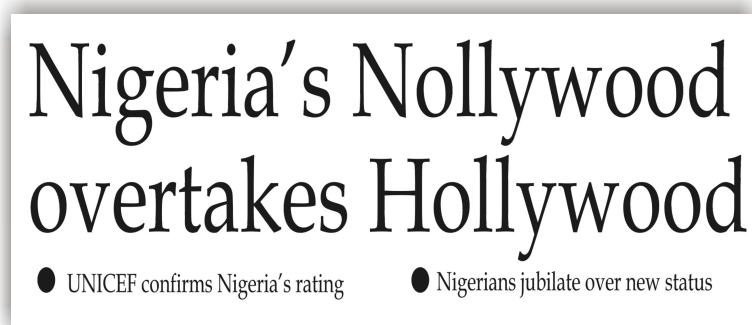 Nigeria's Nollywood
overtakes Hollywood
● UNICEF confirms Nigeria's rating ● Nigerians jubilate over new status